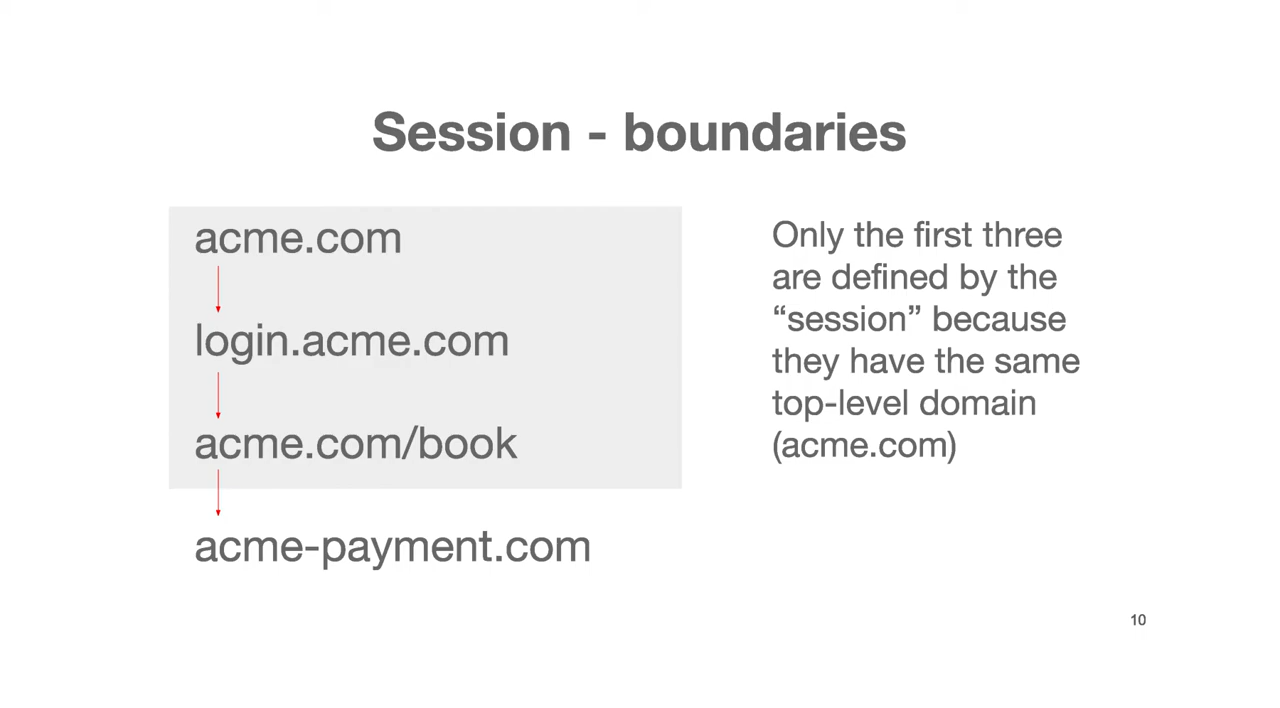 Session - boundaries
acme.com
login.acme.com
acme.com/book
acme-payment.com
Only the first three
are defined by the
“session” because
they have the same
top-level domain
(acme.com)
10